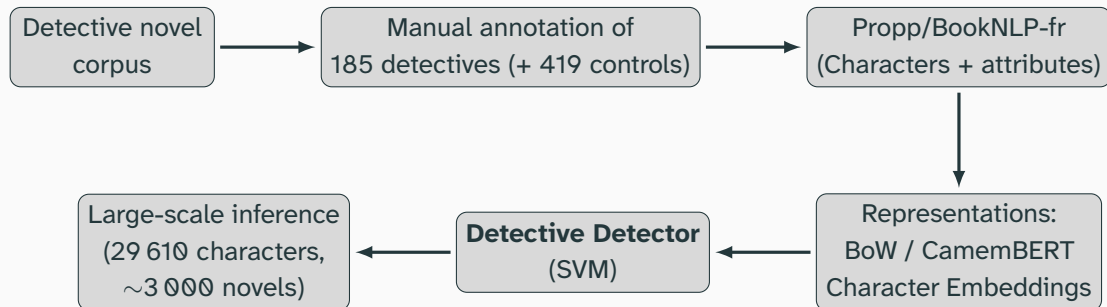 Detective novel
corpus
Manual annotation of
185 detectives (+ 419 controls)
Propp/BookNLP-fr
(Characters + attributes)
Representations:
BoW / CamemBERT
Character Embeddings
Detective Detector
(SVM)
Large-scale inference
(29 610 characters,
∼3 000 novels)